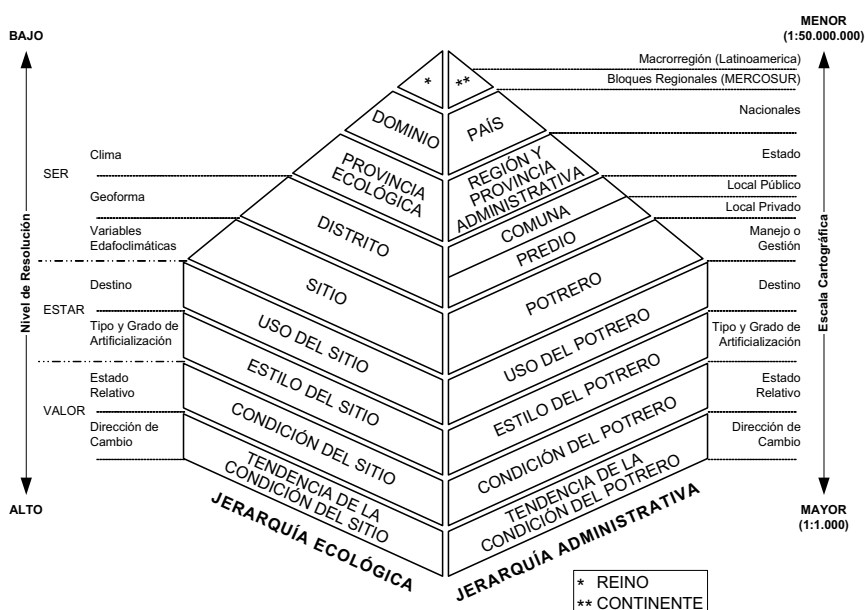 BAJO
Nivel de Resolución
ALTO
SER
ESTAR
VALOR
Clima
Geoforma
Variables
Edafoclimáticas
Destino
Tipo y Grado de
Artificialización
Estado
Relativo
Dirección de
Cambio
*
DOMINIO
PROVINCIA
ECOLÓGICA
DISTRITO
SITIO
USO DEL SITIO
ESTILO DEL SITIO
CONDICIÓN DEL SITIO
TENDENCIA DE LA
CONDICIÓN DEL SITIO
JERARQUÍA ECOLÓGICA
**
PAÍS
REGIÓN Y
PROVINCIA
ADMINISTRATIVA
COMUNA
PREDIO
POTRERO
USO DEL POTRERO
ESTILO DEL POTRERO
CONDICIÓN DEL POTRERO
TENDENCIA DE LA
CONDICIÓN DEL POTRERO
JERARQUÍA ADMINISTRATIVA
Macrorregión (Latinoamerica)
Bloques Regionales (MERCOSUR)
Nacionales
Estado
Local Público
Local Privado
Manejo o
Gestión
Destino
Tipo y Grado de
Artificialización
Estado
Relativo
Dirección de
Cambio
MENOR
(1:50.000.000)
Escala Cartográfica
MAYOR
(1:1.000)
* REINO
** CONTINENTE